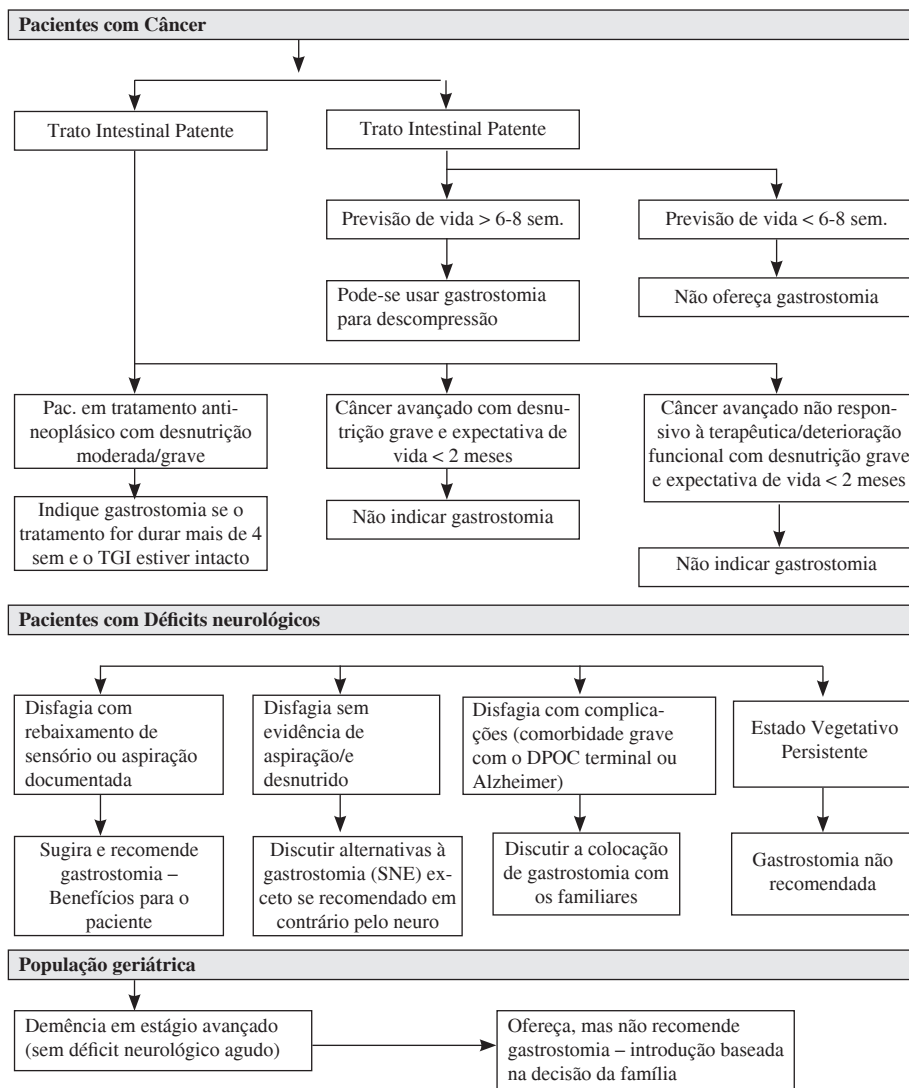 Pacientes com Câncer
Trato Intestinal Patente
Trato Intestinal Patente
Previsão de vida > 6-8 sem.
Previsão de vida < 6-8 sem.
Pode-se usar gastrostomia
para descompressão
Não ofereça gastrostomia
Pac. em tratamento anti-
neoplásico com desnutrição
moderada/grave
Câncer avançado com desnu-
trição grave e expectativa de
vida < 2 meses
Câncer avançado não respon-
sivo à terapêutica/deterioração
funcional com desnutrição grave
e expectativa de vida < 2 meses
Indique gastrostomia se o
tratamento for durar mais de 4
sem e o TGI estiver intacto
Não indicar gastrostomia
Não indicar gastrostomia
Pacientes com Déficits neurológicos
Disfagia com
rebaixamento de
sensório ou aspiração
documentada
Disfagia sem
evidência de
aspiração/e
desnutrido
Disfagia com complica-
ções (comorbidade grave
com o DPOC terminal ou
Alzheimer)
Estado Vegetativo
Persistente
Sugira e recomende
gastrostomia –
Benefícios para o
paciente
Discutir alternativas à
gastrostomia (SNE) ex-
ceto se recomendado em
contrário pelo neuro
Discutir a colocação
de gastrostomia com
os familiares
Gastrostomia não
recomendada
População geriátrica
Demência em estágio avançado
(sem déficit neurológico agudo)
Ofereça, mas não recomende
gastrostomia – introdução baseada
na decisão da família